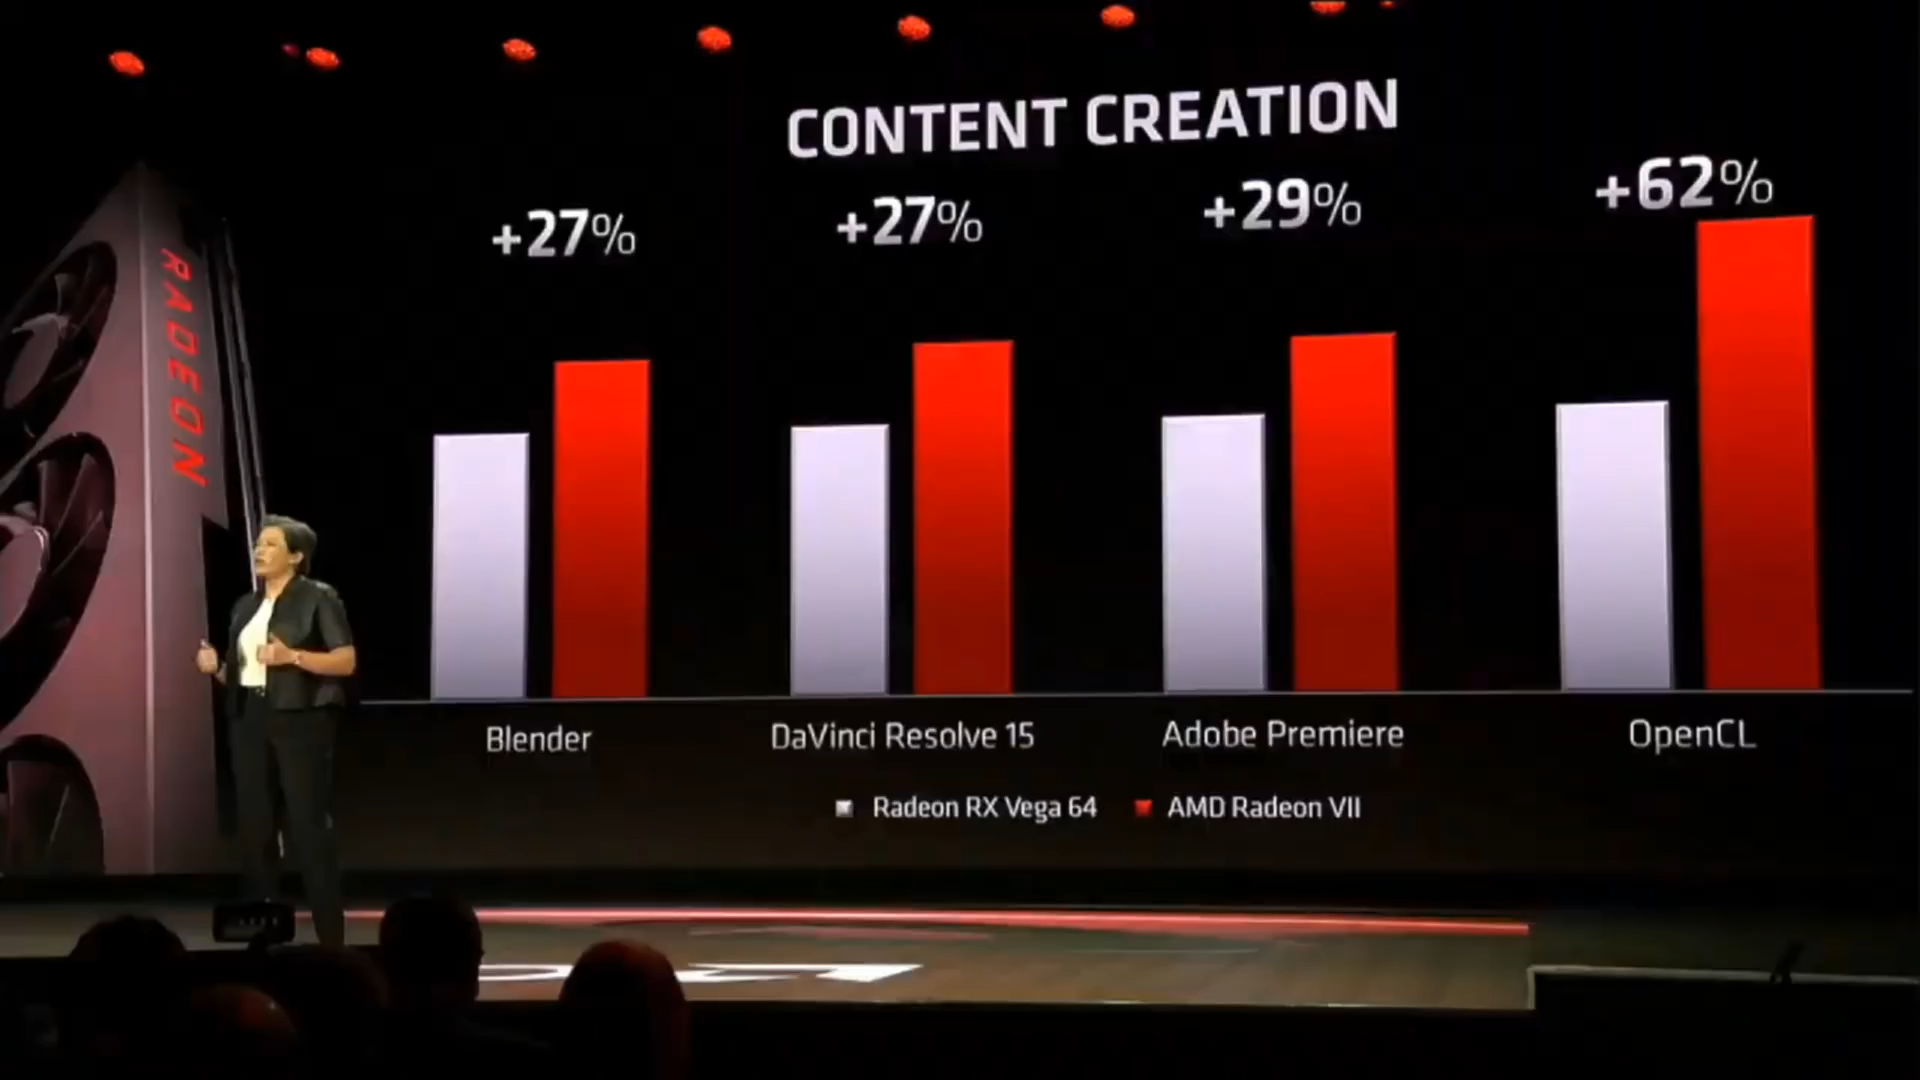 CONTENT CREATION
+27%
+27%
+29%
+62%
RADEON
Blender
DaVinci Resolve 15
Adobe Premiere
OpenCL
Radeon RX Vega 64
AMD Radeon VII